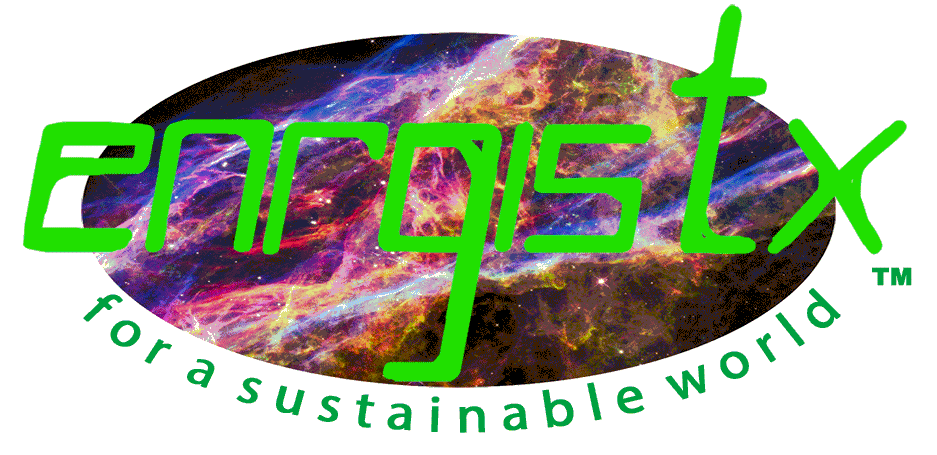 enrgistx
TM
for a sustainable world